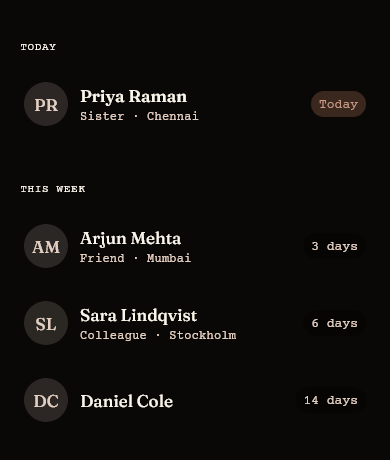 TODAY
PR
Priya Raman
Today
Sister · Chennai
THIS WEEK
AM
Arjun Mehta
3 days
Friend · Mumbai
SL
Sara Lindqvist
6 days
Colleague · Stockholm
DC
Daniel Cole
14 days